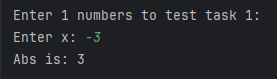 Enter 1 numbers to test task 1:
Enter x: -3
Abs is: 3